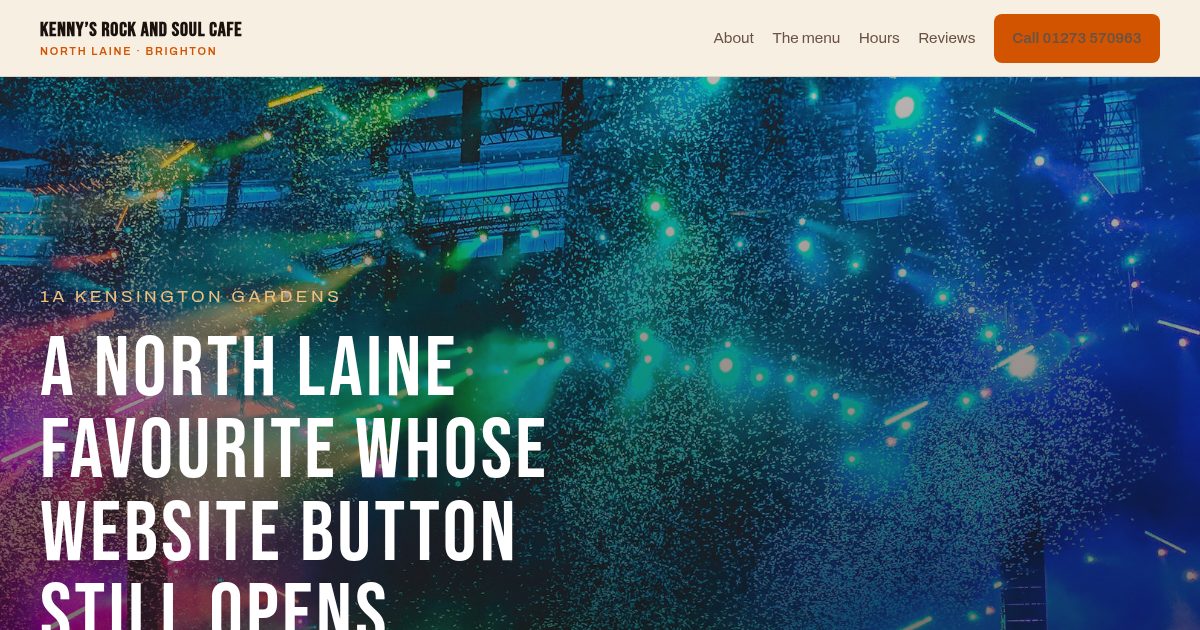 KENNY'S ROCK AND SOUL CAFE
NORTH LAINE · BRIGHTON
About
The menu
Hours
Reviews
Call 01273 570963
1A KENSINGTON GARDENS
A NORTH LAINE
FAVOURITE WHOSE
WEBSITE BUTTON
STILL OPENS